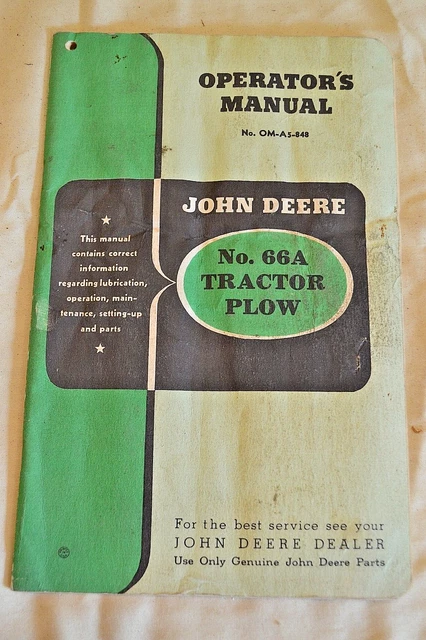 OPERATOR'S
MANUAL
No. OM-A5-848
JOHN DEERE
No. 66A
TRACTOR
PLOW
★
This manual
contains correct
information
regarding lubrication,
operation, main-
tenance, setting-up
and parts
★
For the best service see your
JOHN DEERE DEALER
Use Only Genuine John Deere Parts